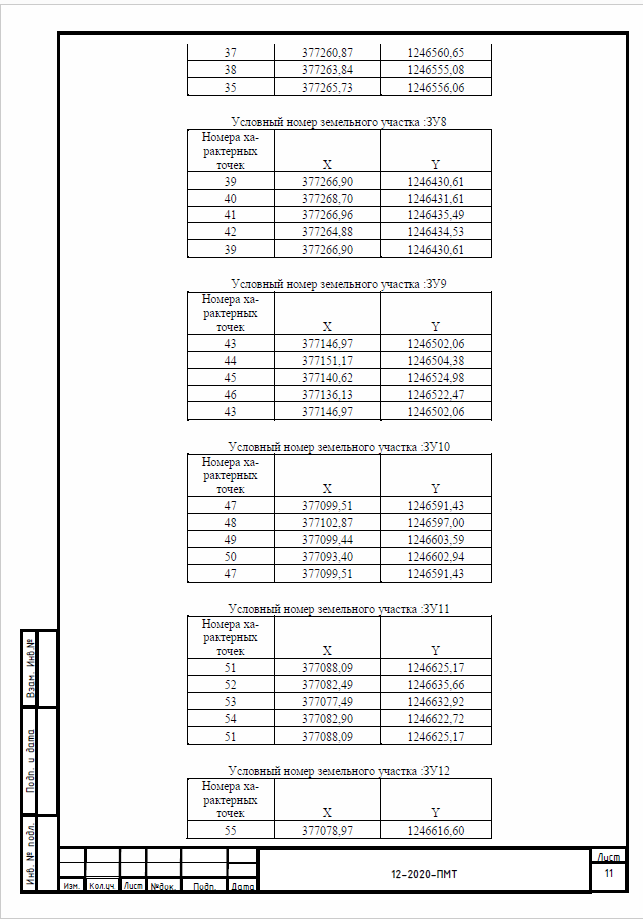 37 377260,87 1246560,65
38 377263,84 1246555,08
35 377265,73 1246556,06
Условный номер земельного участка :ЗУ8
Номера ха-
рактерных
точек X Y
39 377266,90 1246430,61
40 377268,70 1246431,61
41 377266,96 1246435,49
42 377264,88 1246434,53
39 377266,90 1246430,61
Условный номер земельного участка :ЗУ9
Номера ха-
рактерных
точек X Y
43 377146,97 1246502,06
44 377151,17 1246504,38
45 377140,62 1246524,98
46 377136,13 1246522,47
43 377146,97 1246502,06
Условный номер земельного участка :ЗУ10
Номера ха-
рактерных
точек X Y
47 377099,51 1246591,43
48 377102,87 1246597,00
49 377099,44 1246603,59
50 377093,40 1246602,94
47 377099,51 1246591,43
Условный номер земельного участка :ЗУ11
Номера ха-
рактерных
точек X Y
51 377088,09 1246625,17
52 377082,49 1246635,66
53 377077,49 1246632,92
54 377082,90 1246622,72
51 377088,09 1246625,17
Условный номер земельного участка :ЗУ12
Номера ха-
рактерных
точек X Y
55 377078,97 1246616,60
Взам. Инв.№
Подп. и дата
Инв. № подл.
Изм. Кол.уч Лист №док. Подп. Дата
12-2020-ПМТ
Лист
11